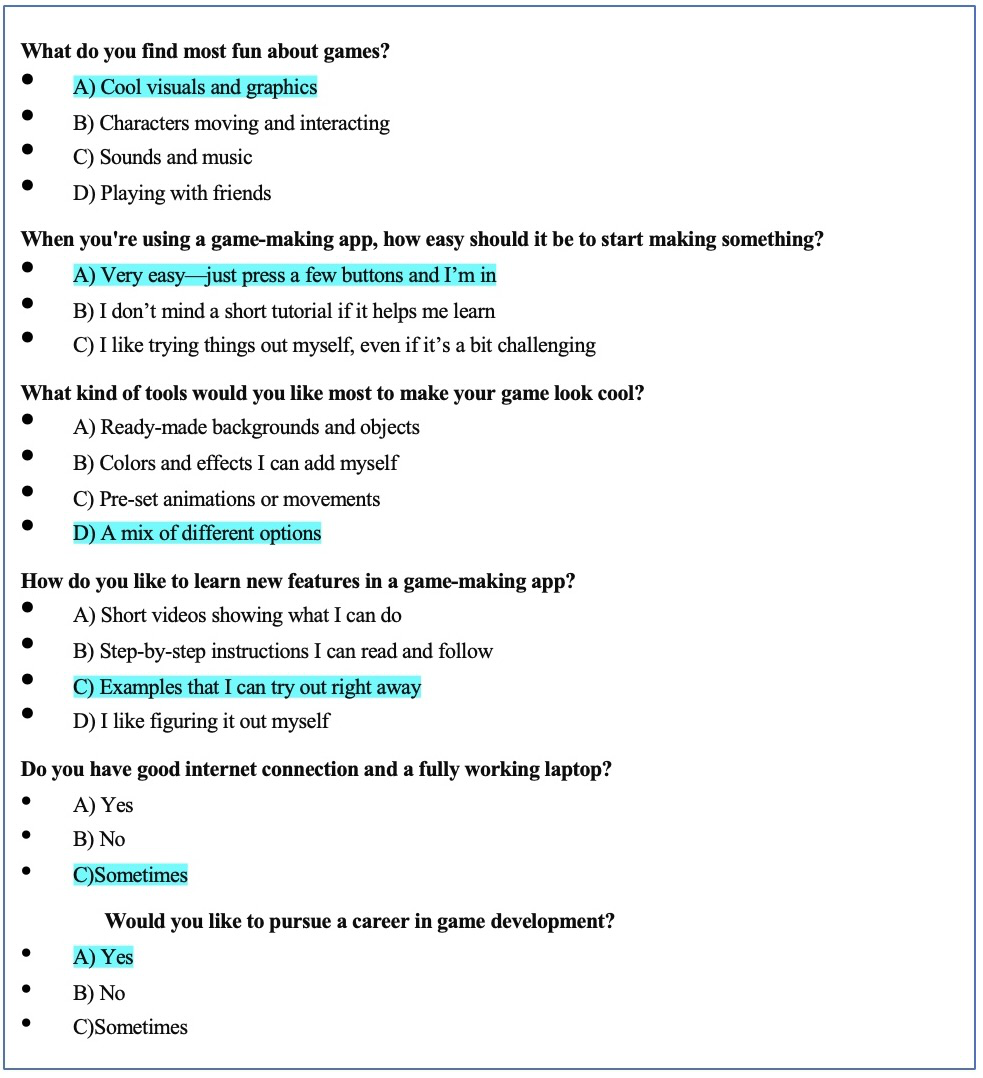 What do you find most fun about games?
• A) Cool visuals and graphics
• B) Characters moving and interacting
• C) Sounds and music
• D) Playing with friends
When you're using a game-making app, how easy should it be to start making something?
• A) Very easy—just press a few buttons and I’m in
• B) I don’t mind a short tutorial if it helps me learn
• C) I like trying things out myself, even if it’s a bit challenging
What kind of tools would you like most to make your game look cool?
• A) Ready-made backgrounds and objects
• B) Colors and effects I can add myself
• C) Pre-set animations or movements
• D) A mix of different options
How do you like to learn new features in a game-making app?
• A) Short videos showing what I can do
• B) Step-by-step instructions I can read and follow
• C) Examples that I can try out right away
• D) I like figuring it out myself
Do you have good internet connection and a fully working laptop?
• A) Yes
• B) No
• C)Sometimes
Would you like to pursue a career in game development?
• A) Yes
• B) No
• C)Sometimes